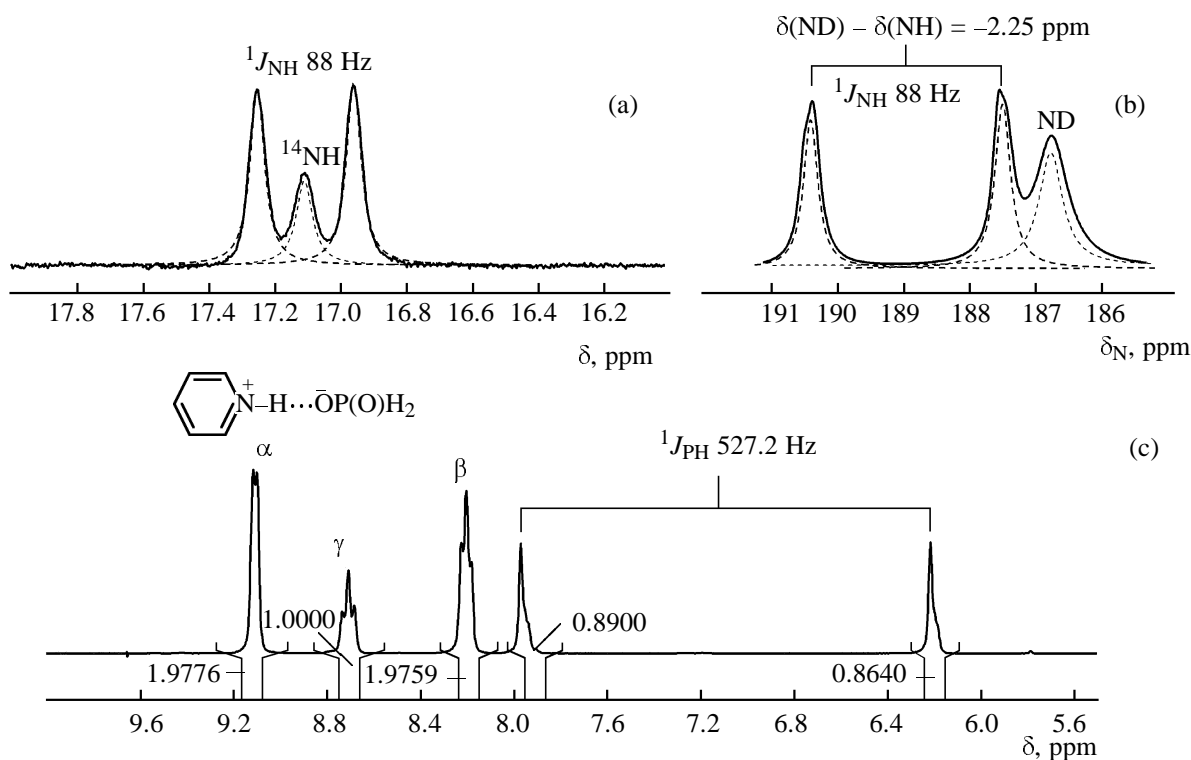 ¹J_NH 88 Hz
(a)
¹⁴NH
17.8 17.6 17.4 17.2 17.0 16.8 16.6 16.4 16.2
δ, ppm
δ(ND) – δ(NH) = –2.25 ppm
¹J_NH 88 Hz
(b)
ND
191 190 189 188 187 186
δ_N, ppm
N⁺–H···ŌP(O)H₂
¹J_PH 527.2 Hz
(c)
α
β
γ
1.0000
0.8900
1.9776
1.9759
0.8640
9.6 9.2 8.8 8.4 8.0 7.6 7.2 6.8 6.4 6.0 5.6
δ, ppm